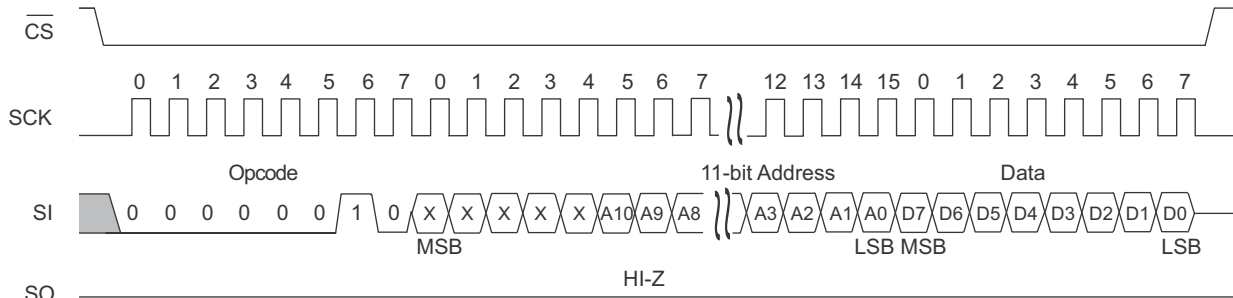 CS
0 1 2 3 4 5 6 7 0 1 2 3 4 5 6 7 12 13 14 15 0 1 2 3 4 5 6 7
SCK
Opcode 11-bit Address Data
SI 0 0 0 0 0 0 1 0 X X X X X A10 A9 A8 A3 A2 A1 A0 D7 D6 D5 D4 D3 D2 D1 D0
MSB LSB MSB LSB
HI-Z
SO